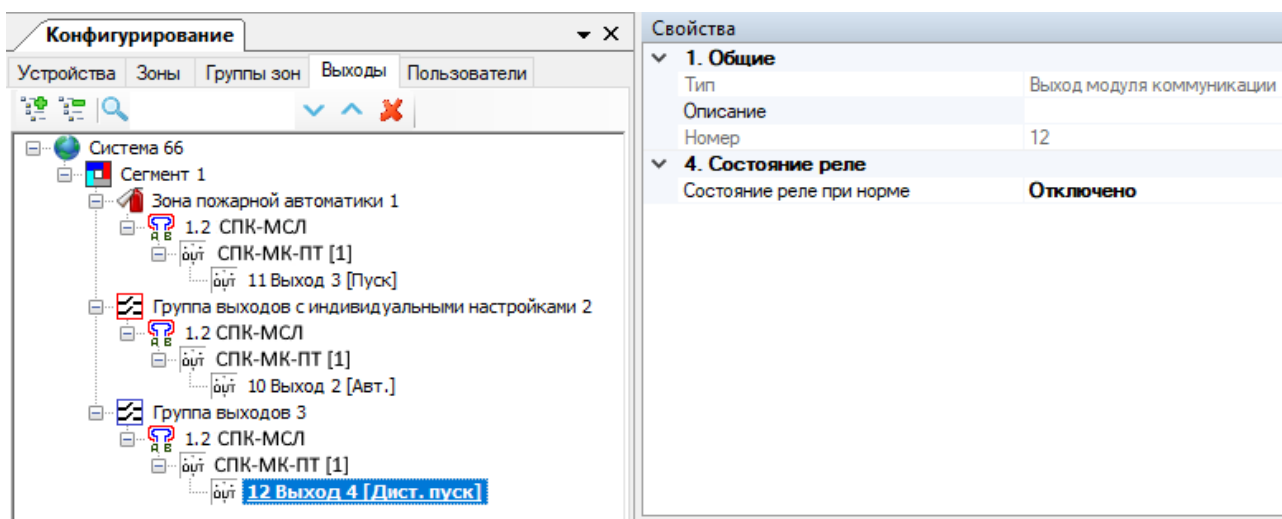 Конфигурирование
Устройства Зоны Группы зон Выходы Пользователи
Система 66
Сегмент 1
Зона пожарной автоматики 1
1.2 СПК-МСЛ
СПК-МК-ПТ [1]
11 Выход 3 [Пуск]
Группа выходов с индивидуальными настройками 2
1.2 СПК-МСЛ
СПК-МК-ПТ [1]
10 Выход 2 [Авт.]
Группа выходов 3
1.2 СПК-МСЛ
СПК-МК-ПТ [1]
12 Выход 4 [Дист. пуск]
Свойства
1. Общие
Тип Выход модуля коммуникации
Описание
Номер 12
4. Состояние реле
Состояние реле при норме Отключено